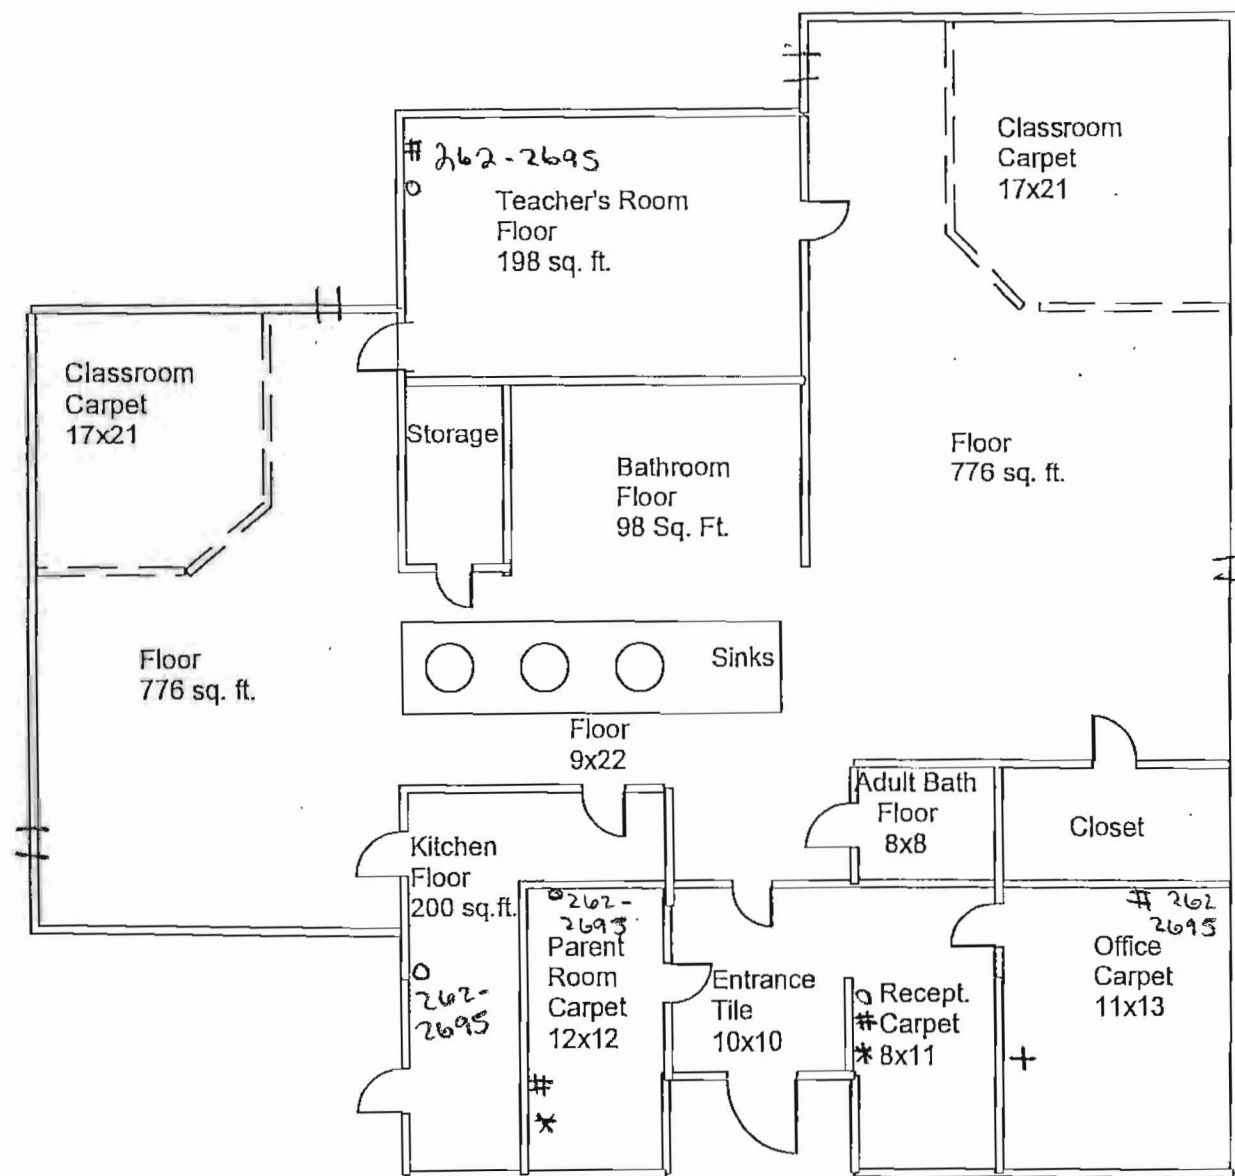 Classroom
Carpet
17x21
# 262-2695
O
Teacher's Room
Floor
198 sq. ft.
Classroom
Carpet
17x21
Storage
Bathroom
Floor
98 Sq. Ft.
Floor
776 sq. ft.
Floor
776 sq. ft.
Sinks
Floor
9x22
Adult Bath
Floor
8x8
Closet
Kitchen
Floor
200 sq.ft.
O
262-
2695
O 262-
2695
Parent
Room
Carpet
12x12
#
*
Entrance
Tile
10x10
O Recept.
# Carpet
* 8x11
# 262
2695
Office
Carpet
11x13
+